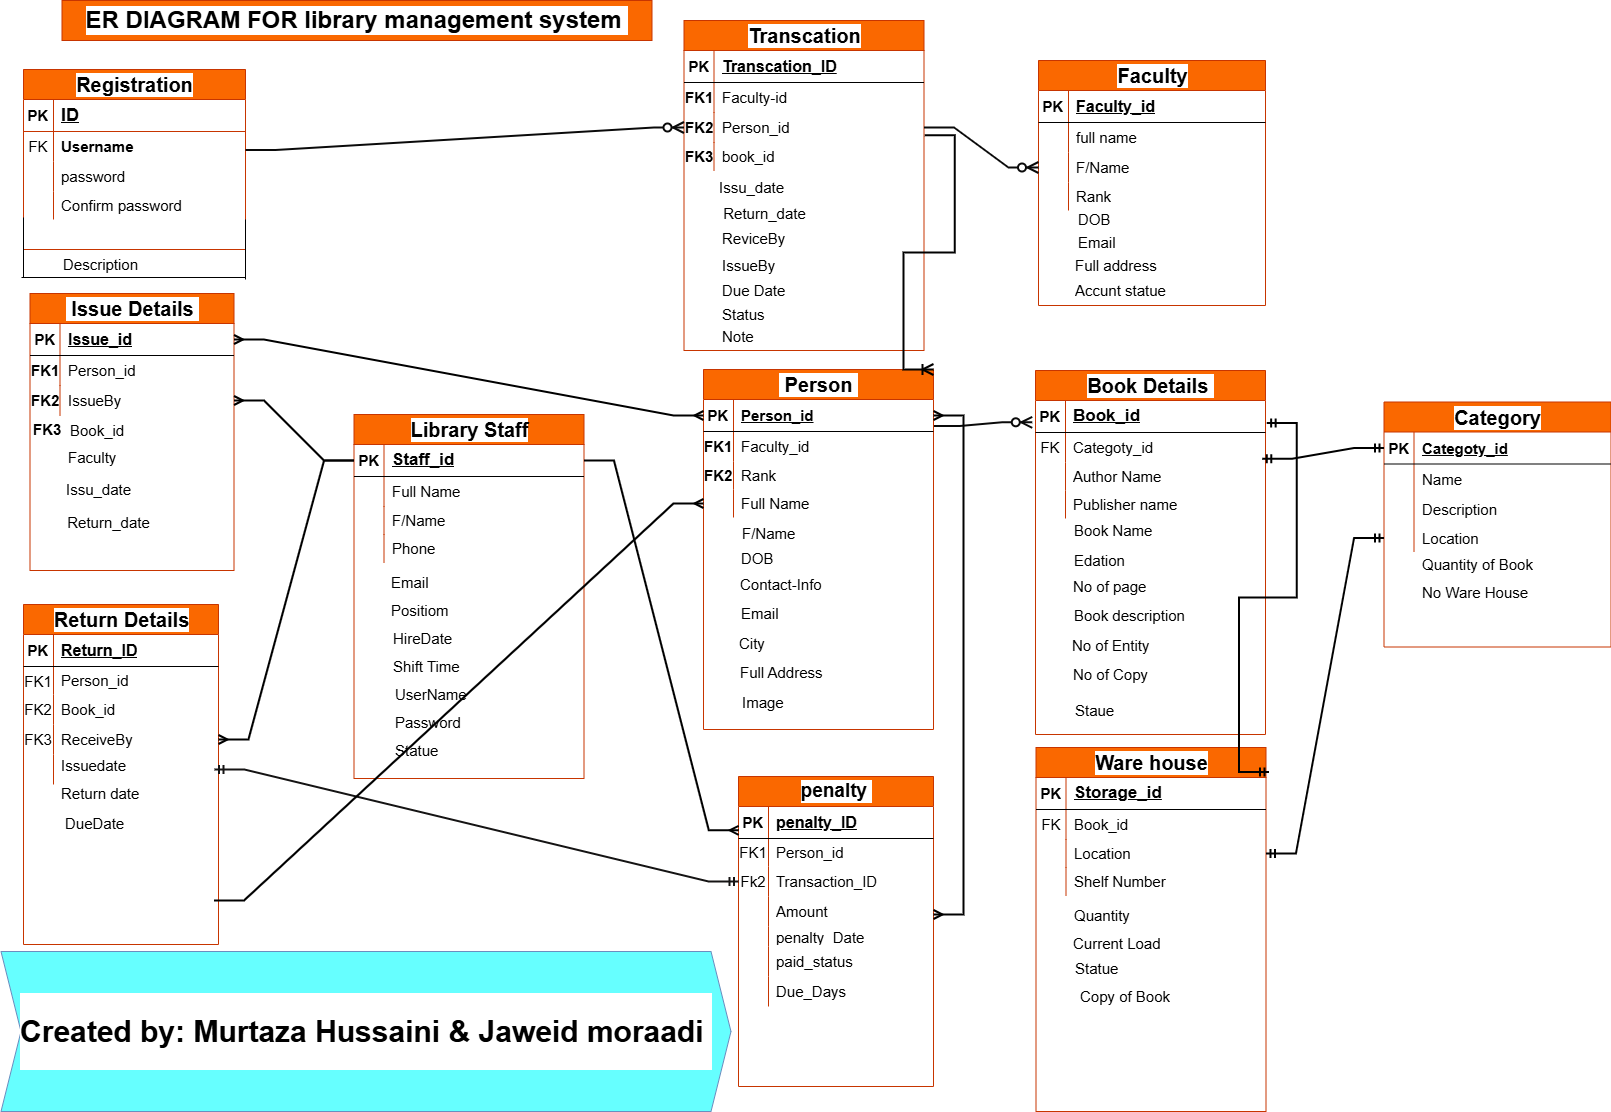 ER DIAGRAM FOR library management system
Registration
PK ID
FK Username
password
Confirm password
Description
Transcation
PK Transcation_ID
FK1 Faculty-id
FK2 Person_id
FK3 book_id
Issu_date
Return_date
ReviceBy
IssueBy
Due Date
Status
Note
Faculty
PK Faculty_id
full name
F/Name
Rank
DOB
Email
Full address
Accunt statue
Issue Details
PK Issue_id
FK1 Person_id
FK2 IssueBy
FK3 Book_id
Faculty
Issu_date
Return_date
Library Staff
PK Staff_id
Full Name
F/Name
Phone
Email
Positiom
HireDate
Shift Time
UserName
Password
Statue
Person
PK Person_id
FK1 Faculty_id
FK2 Rank
Full Name
F/Name
DOB
Contact-Info
Email
City
Full Address
Image
Book Details
PK Book_id
FK Categoty_id
Author Name
Publisher name
Book Name
Edation
No of page
Book description
No of Entity
No of Copy
Staue
Category
PK Categoty_id
Name
Description
Location
Quantity of Book
No Ware House
Return Details
PK Return_ID
FK1 Person_id
FK2 Book_id
FK3 ReceiveBy
Issuedate
Return date
DueDate
penalty
PK penalty_ID
FK1 Person_id
Fk2 Transaction_ID
Amount
penalty_Date
paid_status
Due_Days
Ware house
PK Storage_id
FK Book_id
Location
Shelf Number
Quantity
Current Load
Statue
Copy of Book
Created by: Murtaza Hussaini & Jaweid moraadi